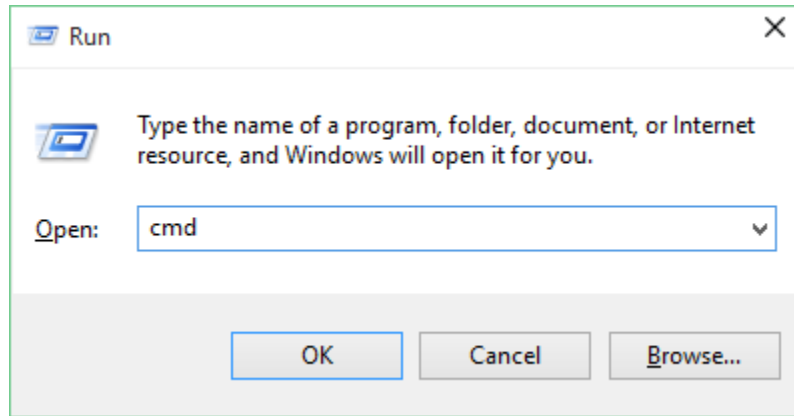 Run
Type the name of a program, folder, document, or Internet
resource, and Windows will open it for you.
Open: cmd
OK Cancel Browse...